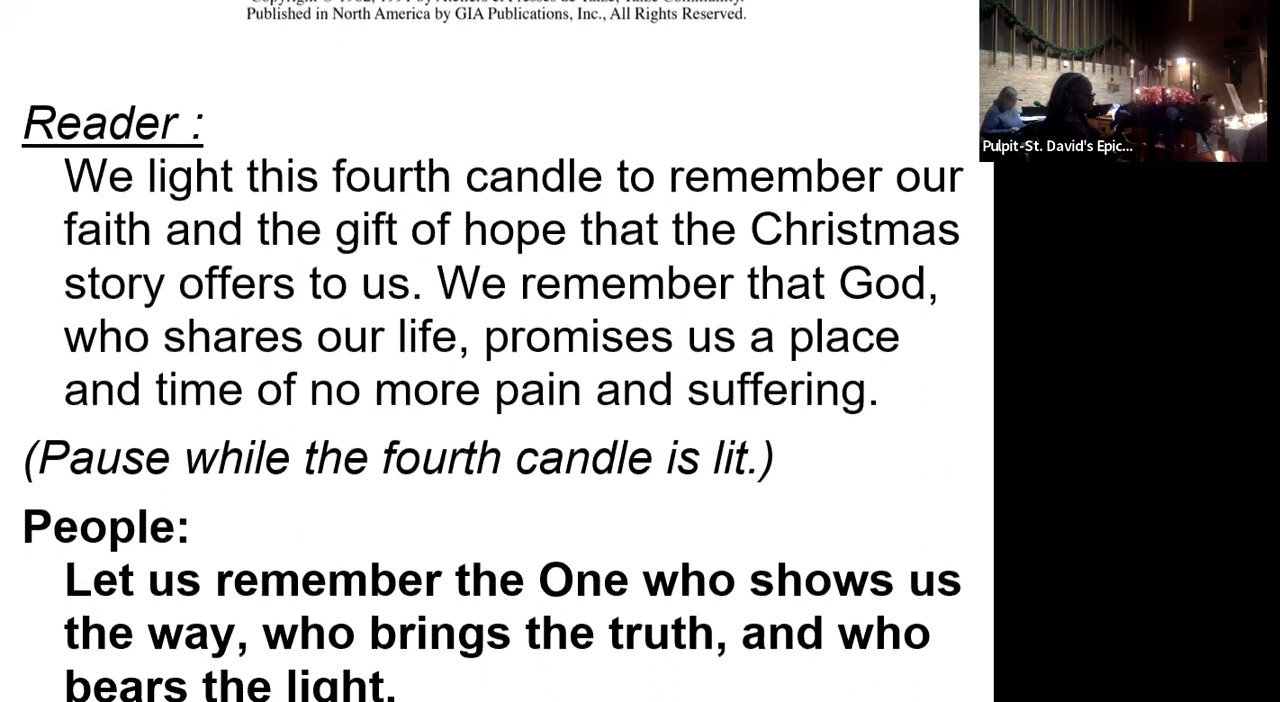 Published in North America by GIA Publications, Inc., All Rights Reserved.
Reader :
We light this fourth candle to remember our
faith and the gift of hope that the Christmas
story offers to us. We remember that God,
who shares our life, promises us a place
and time of no more pain and suffering.
(Pause while the fourth candle is lit.)
People:
Let us remember the One who shows us
the way, who brings the truth, and who
bears the light.
Pulpit-St. David's Epic...